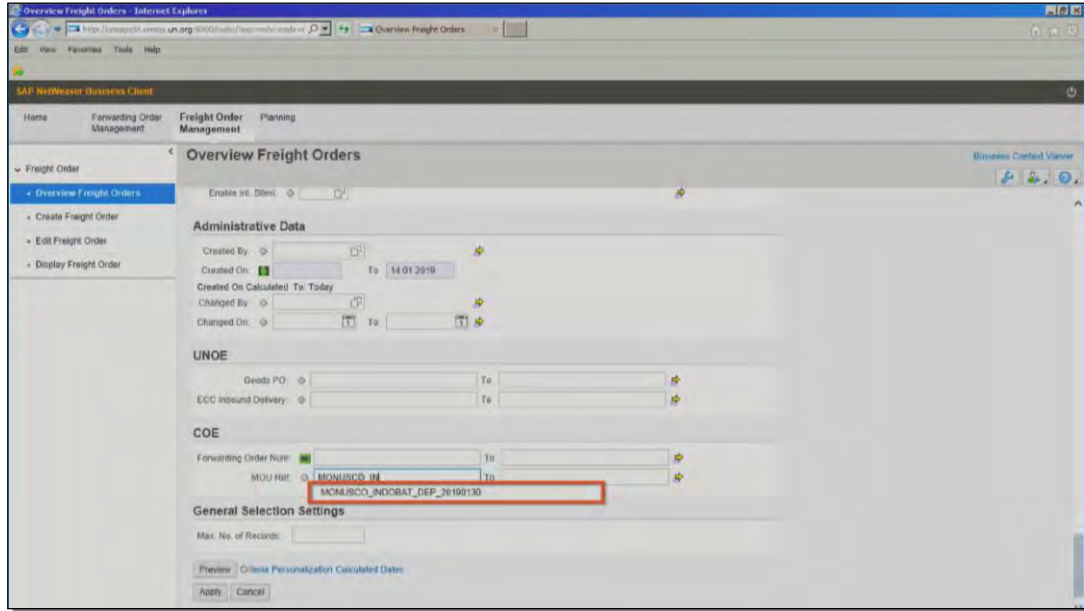 Overview Freight Orders - Internet Explorer
Overview Freight Orders
Edit View Favorites Tools Help
SAP NetWeaver Business Client
Home Forwarding Order Management Freight Order Management Planning
Overview Freight Orders
Business Context Viewer
Freight Order
Overview Freight Orders
Create Freight Order
Edit Freight Order
Display Freight Order
Administrative Data
Created By:
Created On: To 14.01.2019
Created On Calculated To: Today
Changed By:
Changed On: To
UNOE
Goods PO: To
ECC Inbound Delivery: To
COE
Forwarding Order Num: To
MOU Ref: MONUSCO_IN To
MONUSCO_INDOBAT_DEP_20190130
General Selection Settings
Max. No. of Records:
Preview Criteria Personalization Calculated Dates
Apply Cancel